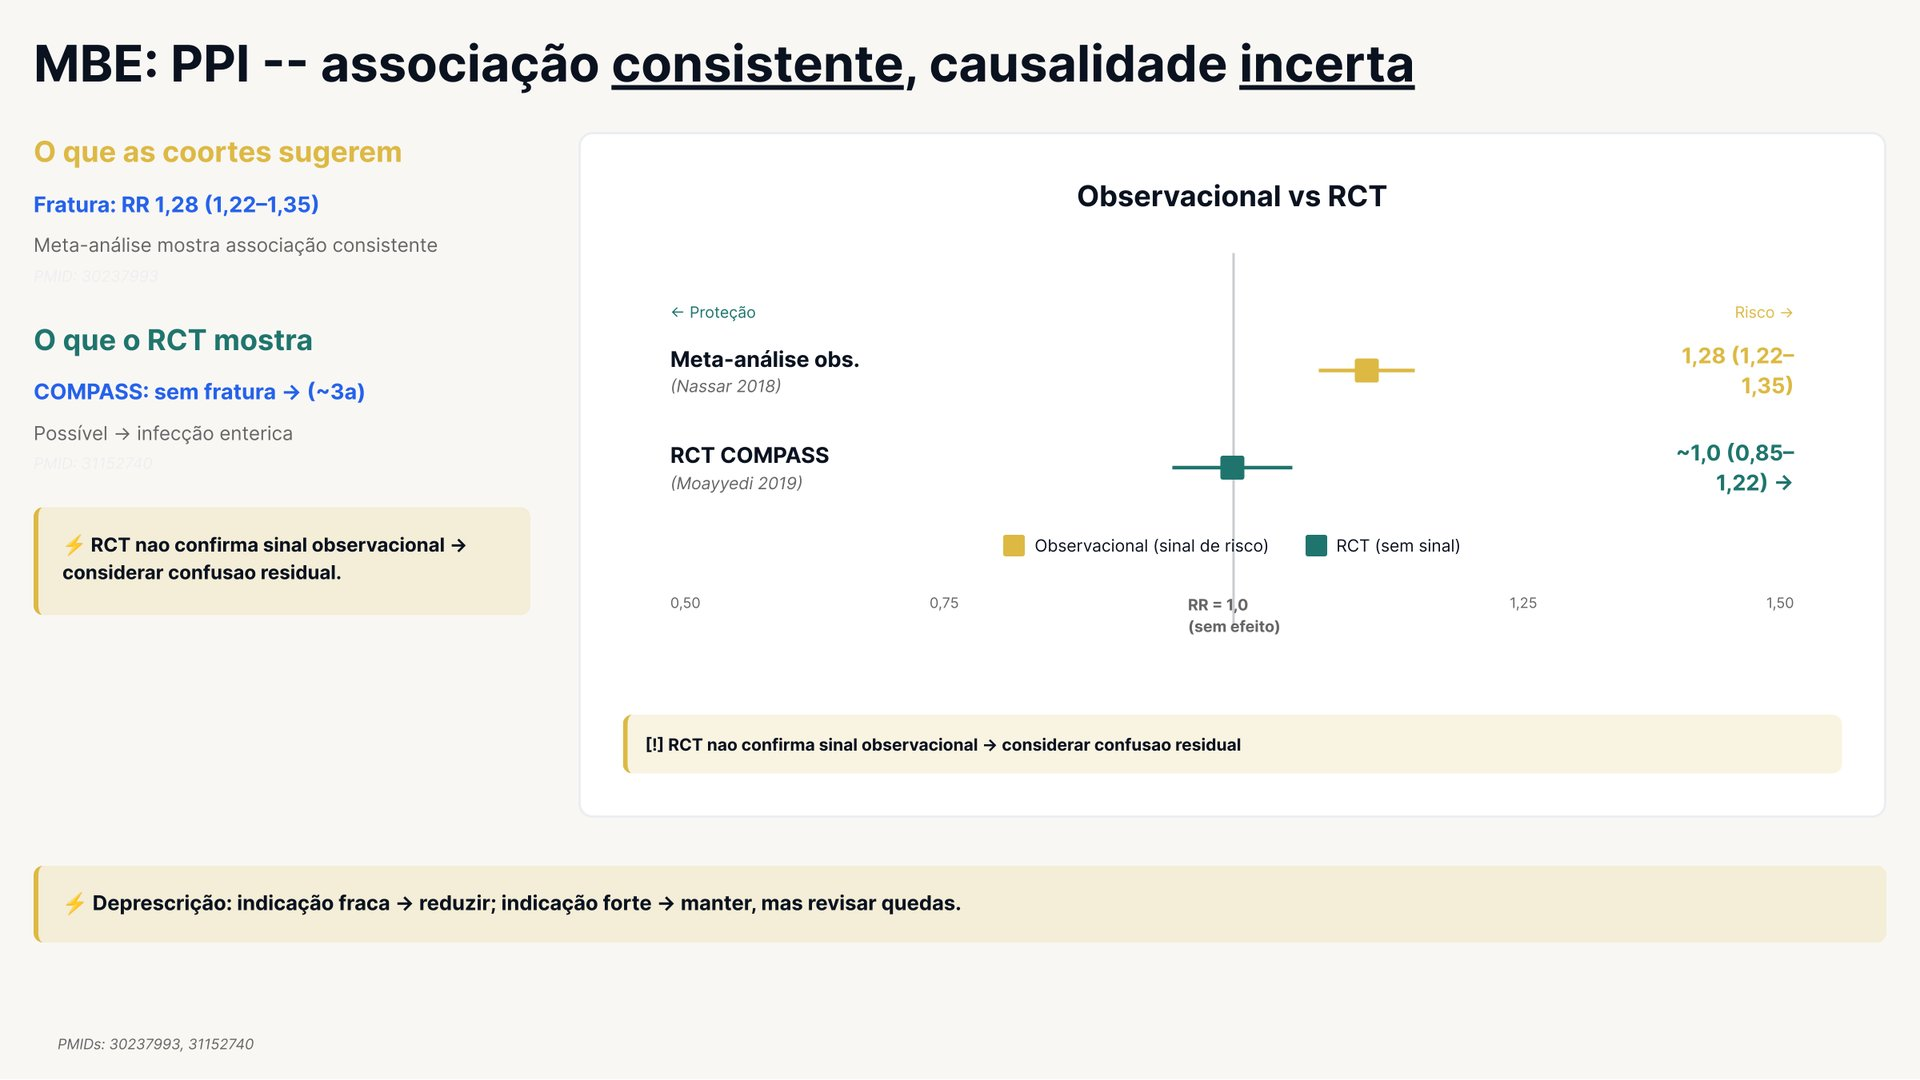 MBE: PPI -- associação consistente, causalidade incerta
O que as coortes sugerem
Fratura: RR 1,28 (1,22–1,35)
Meta-análise mostra associação consistente
PMID: 30237993
O que o RCT mostra
COMPASS: sem fratura → (~3a)
Possível → infecção enterica
PMID: 31152740
⚡ RCT nao confirma sinal observacional →
considerar confusao residual.
Observacional vs RCT
← Proteção
Risco →
Meta-análise obs.
(Nassar 2018)
1,28 (1,22–
1,35)
RCT COMPASS
(Moayyedi 2019)
~1,0 (0,85–
1,22) →
Observacional (sinal de risco)
RCT (sem sinal)
0,50
0,75
RR = 1,0
(sem efeito)
1,25
1,50
[!] RCT nao confirma sinal observacional → considerar confusao residual
⚡ Deprescrição: indicação fraca → reduzir; indicação forte → manter, mas revisar quedas.
PMIDs: 30237993, 31152740